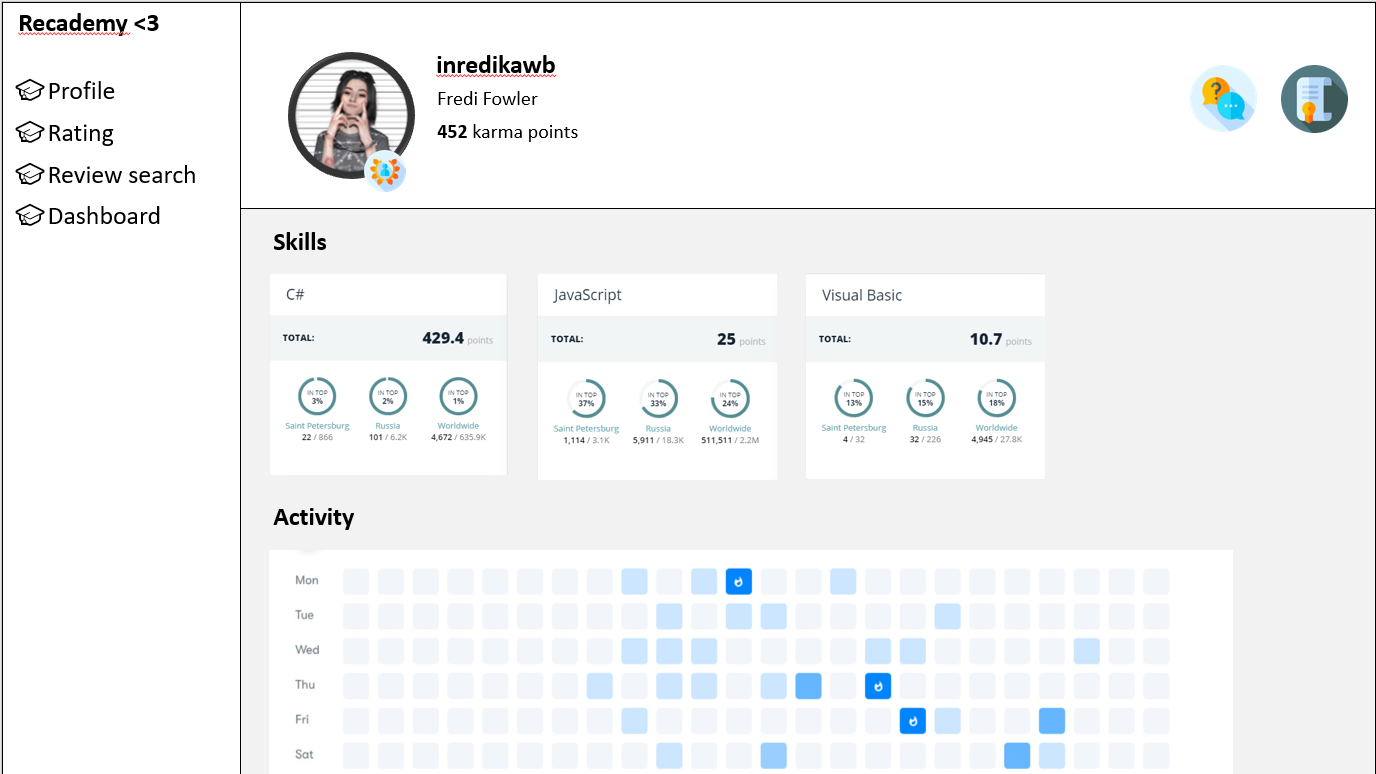 Recademy <3
Profile
Rating
Review search
Dashboard
inredikawb
Fredi Fowler
452 karma points
?
Skills
C#
TOTAL: 429.4 points
IN TOP 3% IN TOP 2% IN TOP 1%
Saint Petersburg Russia Worldwide
22 / 866 101 / 6.2K 4,672 / 635.9K
JavaScript
TOTAL: 25 points
IN TOP 37% IN TOP 33% IN TOP 24%
Saint Petersburg Russia Worldwide
1,114 / 3.1K 5,911 / 18.3K 511,511 / 2.2M
Visual Basic
TOTAL: 10.7 points
IN TOP 13% IN TOP 15% IN TOP 18%
Saint Petersburg Russia Worldwide
4 / 32 32 / 226 4,945 / 27.8K
Activity
Mon
Tue
Wed
Thu
Fri
Sat